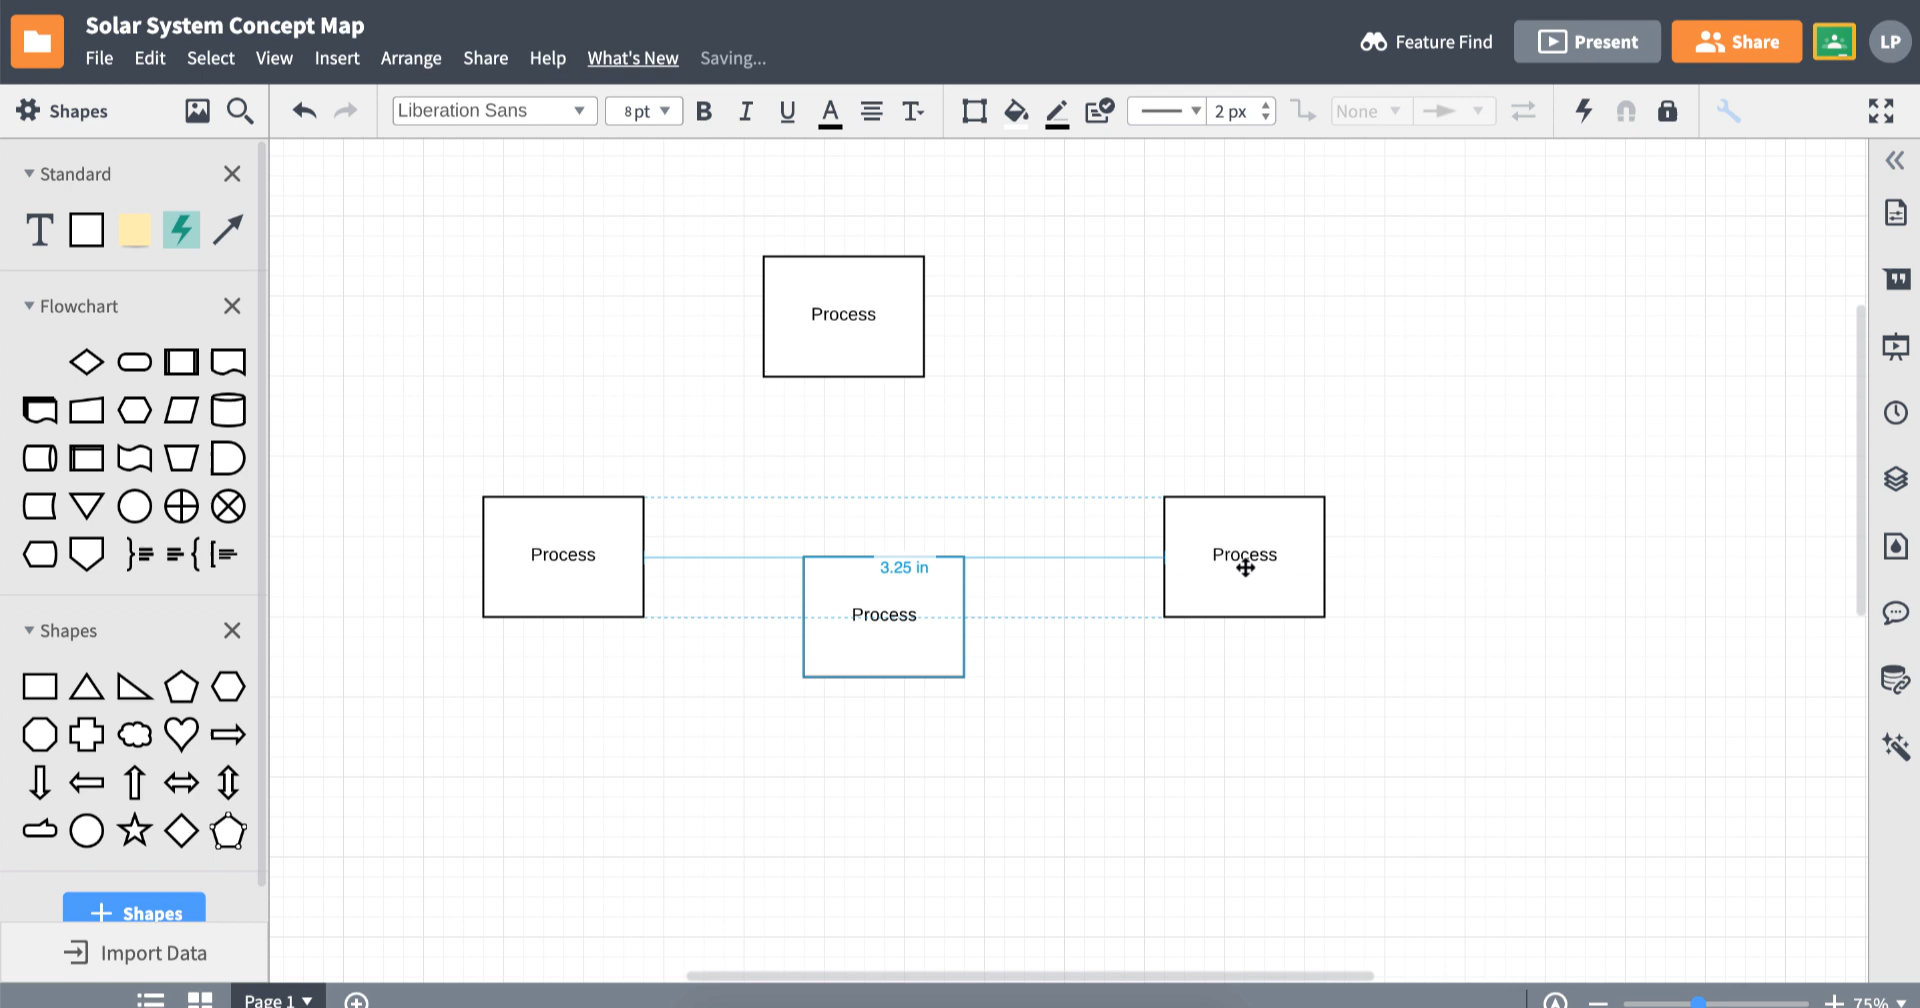 Solar System Concept Map
File Edit Select View Insert Arrange Share Help What's New Saving...
Feature Find Present Share LP
Shapes Liberation Sans 8 pt B I U A T 2 px None
Standard
T
Flowchart
Process
Process
Process
3.25 in
Process
Shapes
+ Shapes
Import Data
Page 1 75%